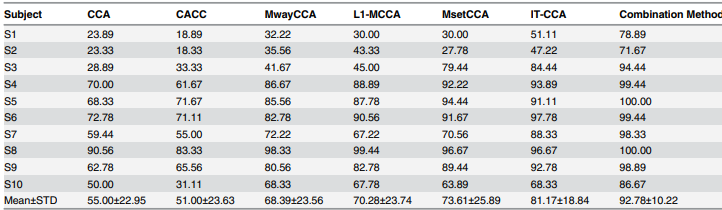 Subject CCA CACC MwayCCA L1-MCCA MsetCCA IT-CCA Combination Method
S1 23.89 18.89 32.22 30.00 30.00 51.11 78.89
S2 23.33 18.33 35.56 43.33 27.78 47.22 71.67
S3 28.89 33.33 41.67 45.00 79.44 84.44 94.44
S4 70.00 61.67 86.67 88.89 92.22 93.89 99.44
S5 68.33 71.67 85.56 87.78 94.44 91.11 100.00
S6 72.78 71.11 82.78 90.56 91.67 97.78 99.44
S7 59.44 55.00 72.22 67.22 70.56 88.33 98.33
S8 90.56 83.33 98.33 99.44 96.67 96.67 100.00
S9 62.78 65.56 80.56 82.78 89.44 92.78 98.89
S10 50.00 31.11 68.33 67.78 63.89 68.33 86.67
Mean±STD 55.00±22.95 51.00±23.63 68.39±23.56 70.28±23.74 73.61±25.89 81.17±18.84 92.78±10.22